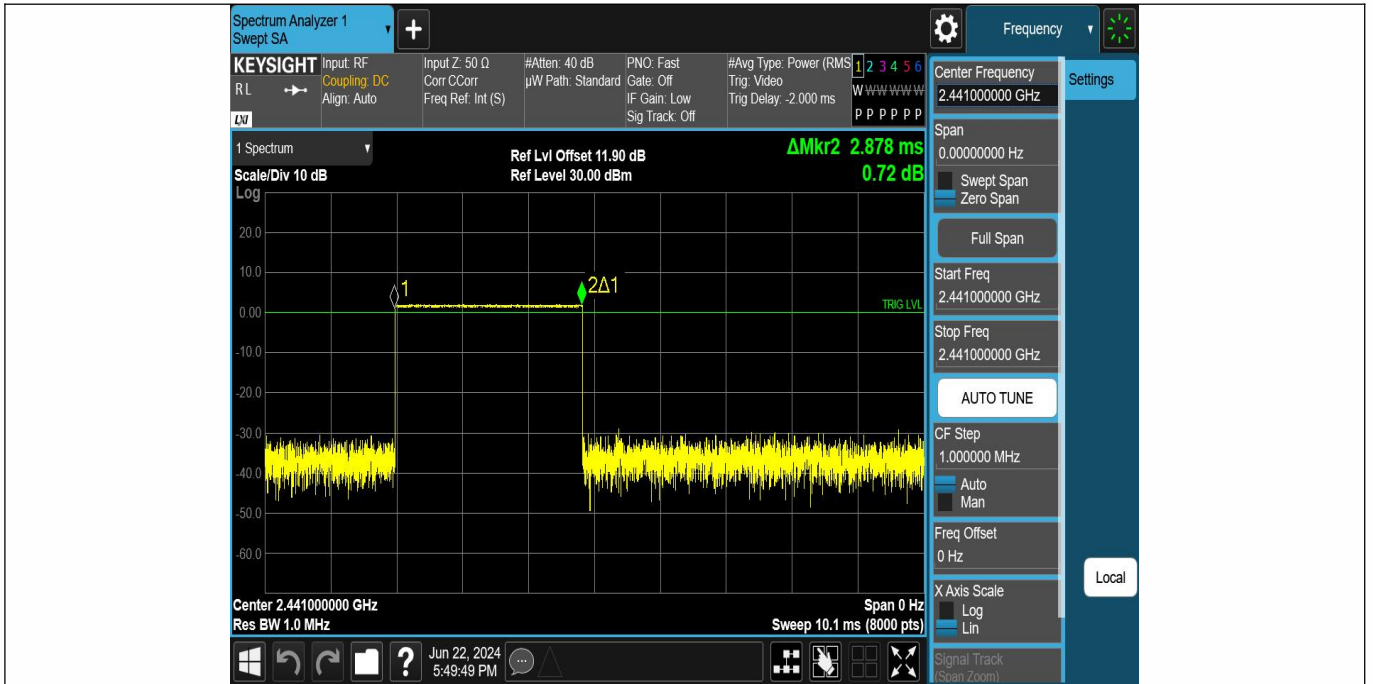 Spectrum Analyzer 1
Swept SA
+
Frequency
KEYSIGHT
RL
LXI
Input: RF
Coupling: DC
Align: Auto
Input Z: 50 Ω
Corr CCorr
Freq Ref: Int (S)
#Atten: 40 dB
µW Path: Standard
PNO: Fast
Gate: Off
IF Gain: Low
Sig Track: Off
#Avg Type: Power (RMS
Trig: Video
Trig Delay: -2.000 ms
1 2 3 4 5 6
W W W W W W
P P P P P P
1 Spectrum
Scale/Div 10 dB
Ref Lvl Offset 11.90 dB
Ref Level 30.00 dBm
ΔMkr2 2.878 ms
0.72 dB
Log
20.0
10.0
0.00
-10.0
-20.0
-30.0
-40.0
-50.0
-60.0
1
2Δ1
TRIG LVL
Center 2.441000000 GHz
Res BW 1.0 MHz
Span 0 Hz
Sweep 10.1 ms (8000 pts)
Center Frequency
2.441000000 GHz
Settings
Span
0.00000000 Hz
Swept Span
Zero Span
Full Span
Start Freq
2.441000000 GHz
Stop Freq
2.441000000 GHz
AUTO TUNE
CF Step
1.000000 MHz
Auto
Man
Freq Offset
0 Hz
X Axis Scale
Log
Lin
Signal Track
(Span Zoom)
Local
?
Jun 22, 2024
5:49:49 PM